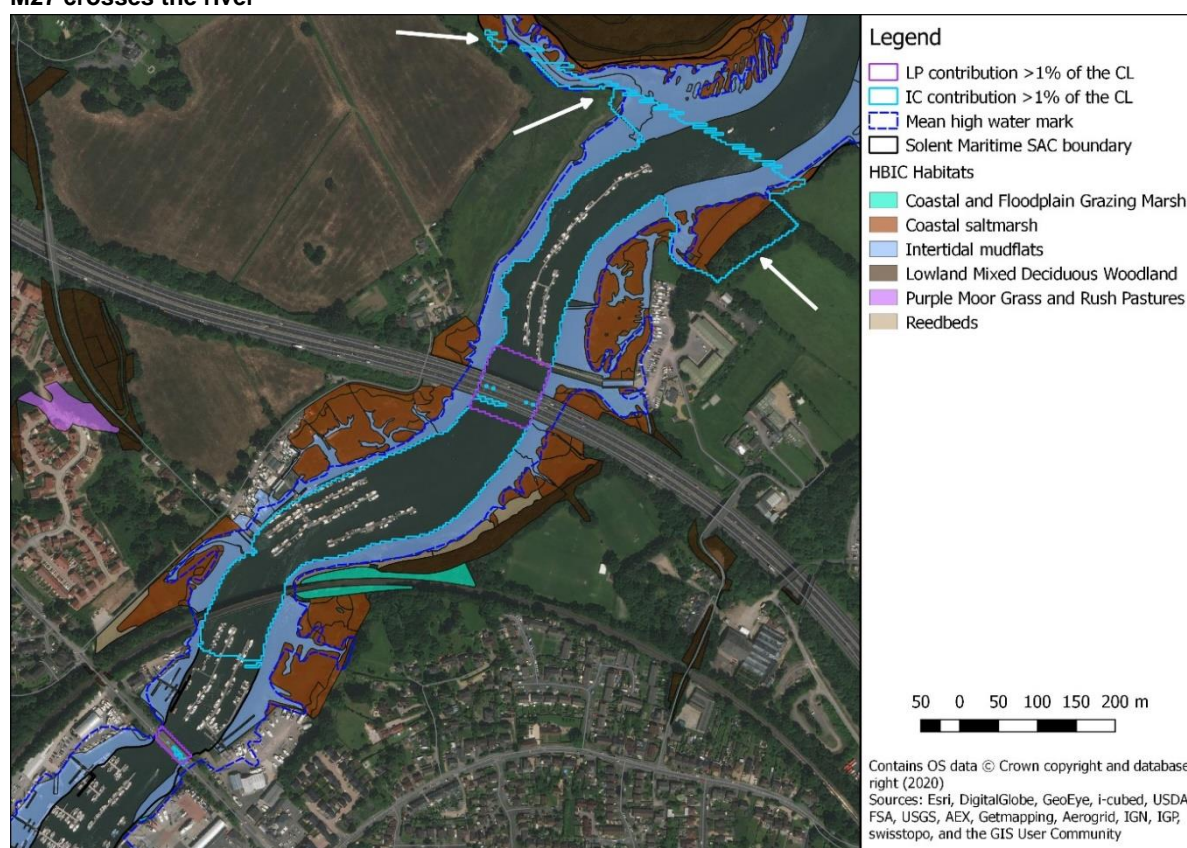 M27 crosses the river
Legend
LP contribution >1% of the CL
IC contribution >1% of the CL
Mean high water mark
Solent Maritime SAC boundary
HBIC Habitats
Coastal and Floodplain Grazing Marsh
Coastal saltmarsh
Intertidal mudflats
Lowland Mixed Deciduous Woodland
Purple Moor Grass and Rush Pastures
Reedbeds
50 0 50 100 150 200 m
Contains OS data © Crown copyright and database
right (2020)
Sources: Esri, DigitalGlobe, GeoEye, i-cubed, USDA
FSA, USGS, AEX, Getmapping, Aerogrid, IGN, IGP,
swisstopo, and the GIS User Community